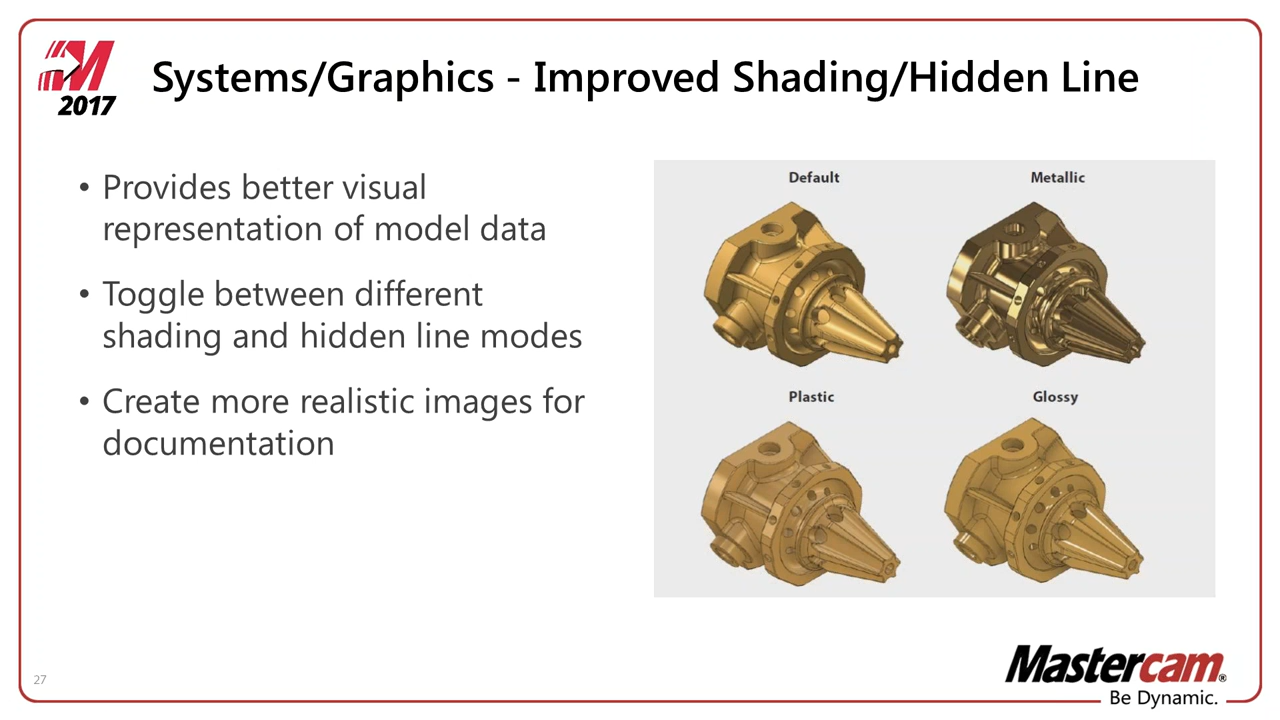 M
2017
Systems/Graphics - Improved Shading/Hidden Line
• Provides better visual
representation of model data
• Toggle between different
shading and hidden line modes
• Create more realistic images for
documentation
Default
Metallic
Plastic
Glossy
27
Mastercam®
Be Dynamic.